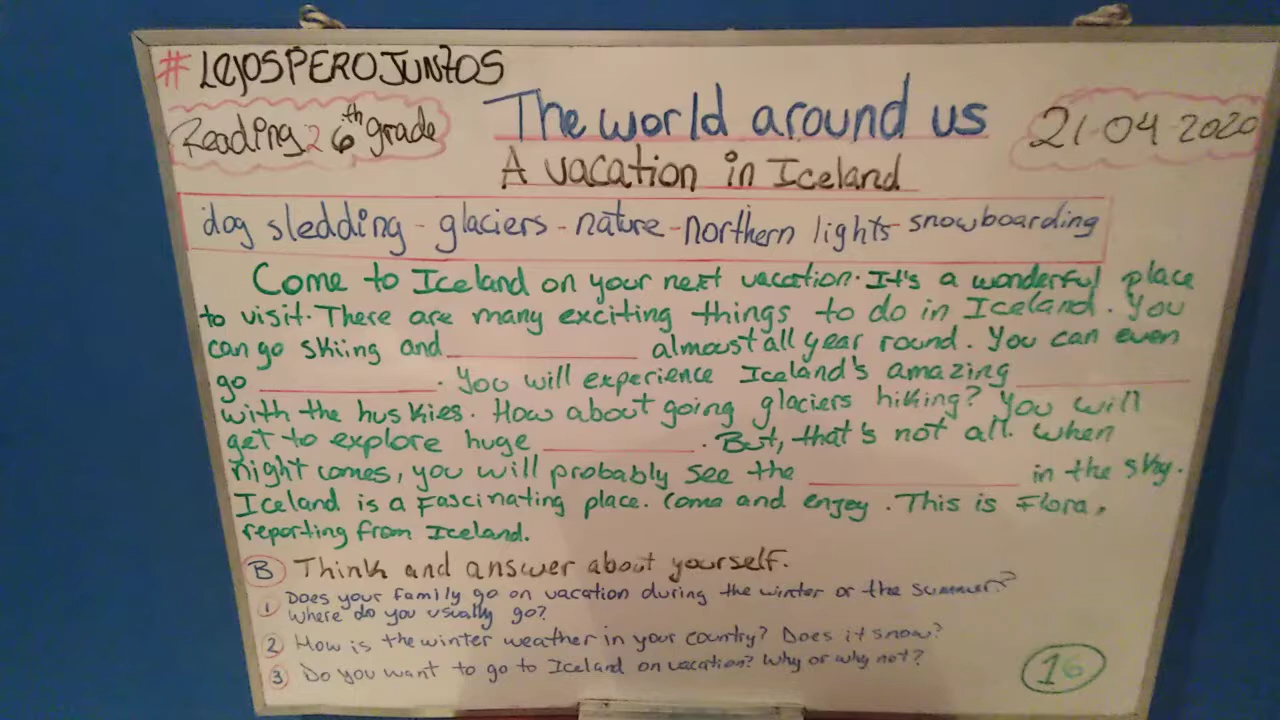 #LejOSPEROJUNtOS
Reading 2 6th grade
The world around us
21-04-2020
A vacation in Iceland
dog sledding - glaciers - nature - northern lights - snowboarding
Come to Iceland on your next vacation. It's a wonderful place
to visit. There are many exciting things to do in Iceland. You
can go skiing and ____________ almoust all year round. You can even
go ____________. You will experience Iceland's amazing ____________
with the huskies. How about going glaciers hiking? You will
get to explore huge ____________. But, that's not all. When
night comes, you will probably see the ____________ in the sky.
Iceland is a fascinating place. Come and enjoy. This is Flora,
reporting from Iceland.
B Think and answer about yourself.
1 Does your family go on vacation during the winter or the summer?
Where do you usually go?
2 How is the winter weather in your country? Does it snow?
3 Do you want to go to Iceland on vacation? Why or why not?
16